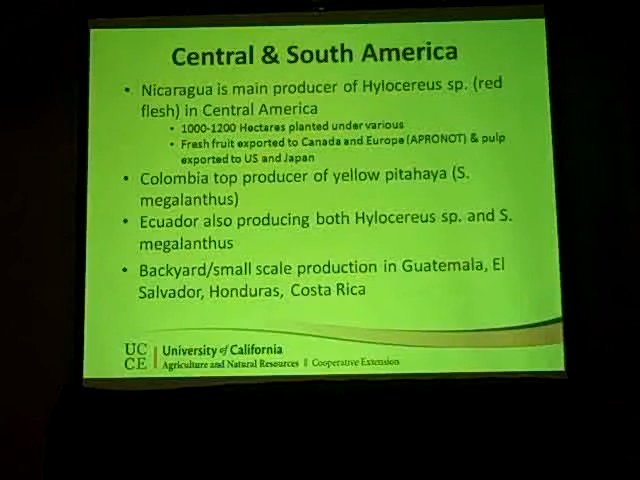 Central & South America
• Nicaragua is main producer of Hylocereus sp. (red
flesh) in Central America
• 1000-1200 Hectares planted under various
• Fresh fruit exported to Canada and Europe (APRONOT) & pulp
exported to US and Japan
• Colombia top producer of yellow pitahaya (S.
megalanthus)
• Ecuador also producing both Hylocereus sp. and S.
megalanthus
• Backyard/small scale production in Guatemala, El
Salvador, Honduras, Costa Rica
UC
CE
University of California
Agriculture and Natural Resources || Cooperative Extension